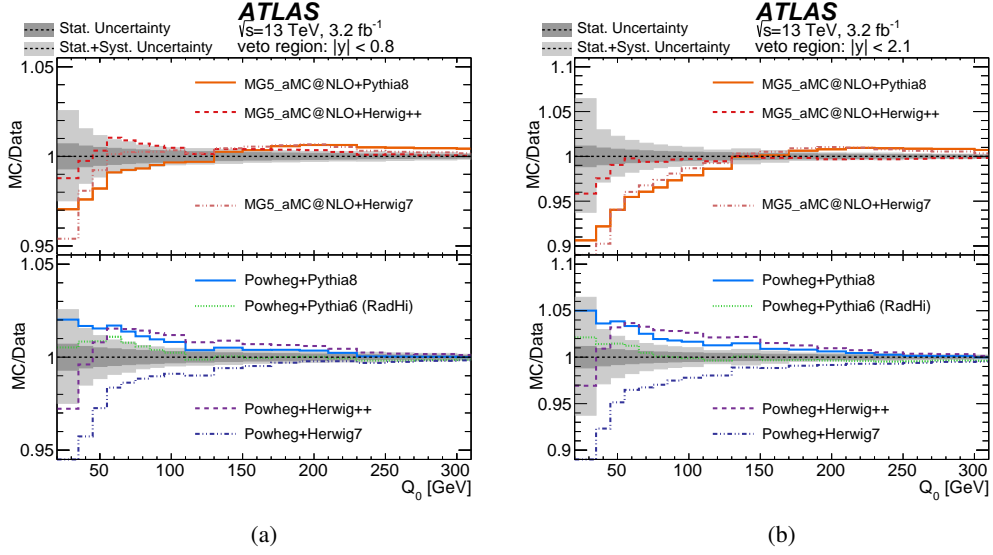 ATLAS
√s=13 TeV, 3.2 fb⁻¹
veto region: |y| < 0.8
Stat. Uncertainty
Stat.+Syst. Uncertainty
MC/Data
1.05
1
0.95
MG5_aMC@NLO+Pythia8
MG5_aMC@NLO+Herwig++
MG5_aMC@NLO+Herwig7
MC/Data
1.05
1
0.95
Powheg+Pythia8
Powheg+Pythia6 (RadHi)
Powheg+Herwig++
Powheg+Herwig7
50 100 150 200 250 300
Q₀ [GeV]
(a)
ATLAS
√s=13 TeV, 3.2 fb⁻¹
veto region: |y| < 2.1
Stat. Uncertainty
Stat.+Syst. Uncertainty
MC/Data
1.1
1.05
1
0.95
0.9
MG5_aMC@NLO+Pythia8
MG5_aMC@NLO+Herwig++
MG5_aMC@NLO+Herwig7
MC/Data
1.1
1.05
1
0.95
0.9
Powheg+Pythia8
Powheg+Pythia6 (RadHi)
Powheg+Herwig++
Powheg+Herwig7
50 100 150 200 250 300
Q₀ [GeV]
(b)